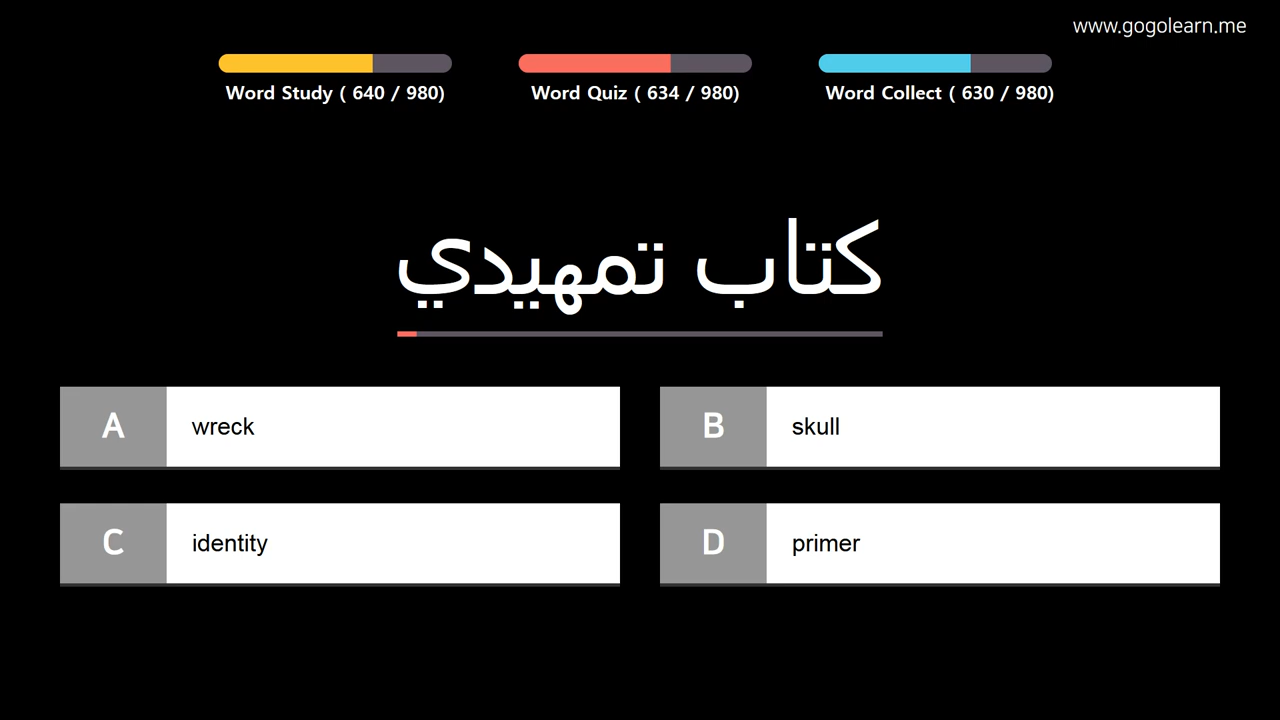 www.gogolearn.me
Word Study ( 640 / 980)
Word Quiz ( 634 / 980)
Word Collect ( 630 / 980)
كتاب تمهيدي
A wreck
B skull
C identity
D primer